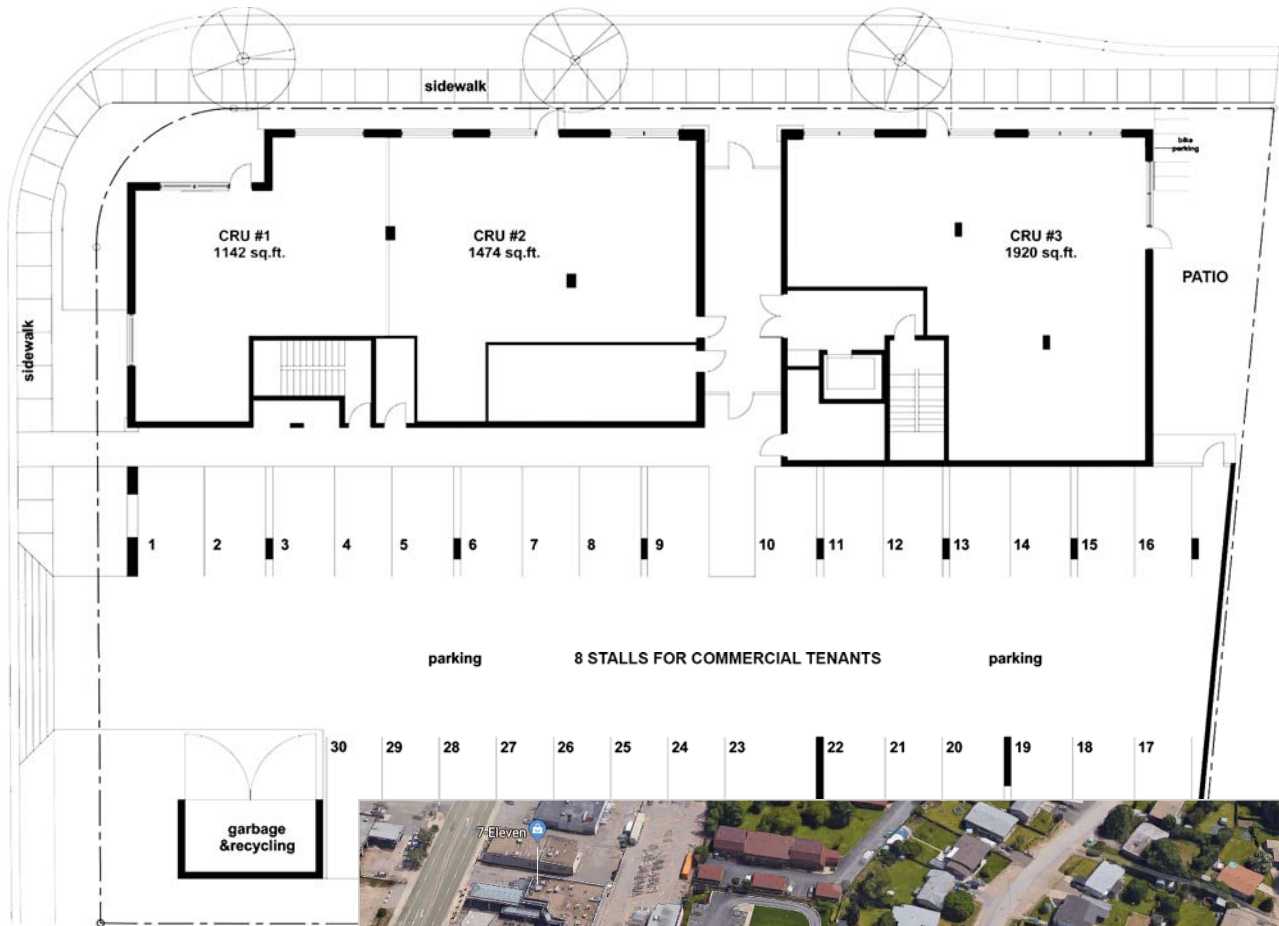 sidewalk
bike
parking
CRU #1
1142 sq.ft.
CRU #2
1474 sq.ft.
CRU #3
1920 sq.ft.
PATIO
sidewalk
1 2 3 4 5 6 7 8 9 10 11 12 13 14 15 16
parking 8 STALLS FOR COMMERCIAL TENANTS parking
30 29 28 27 26 25 24 23 22 21 20 19 18 17
garbage
&recycling
7-Eleven